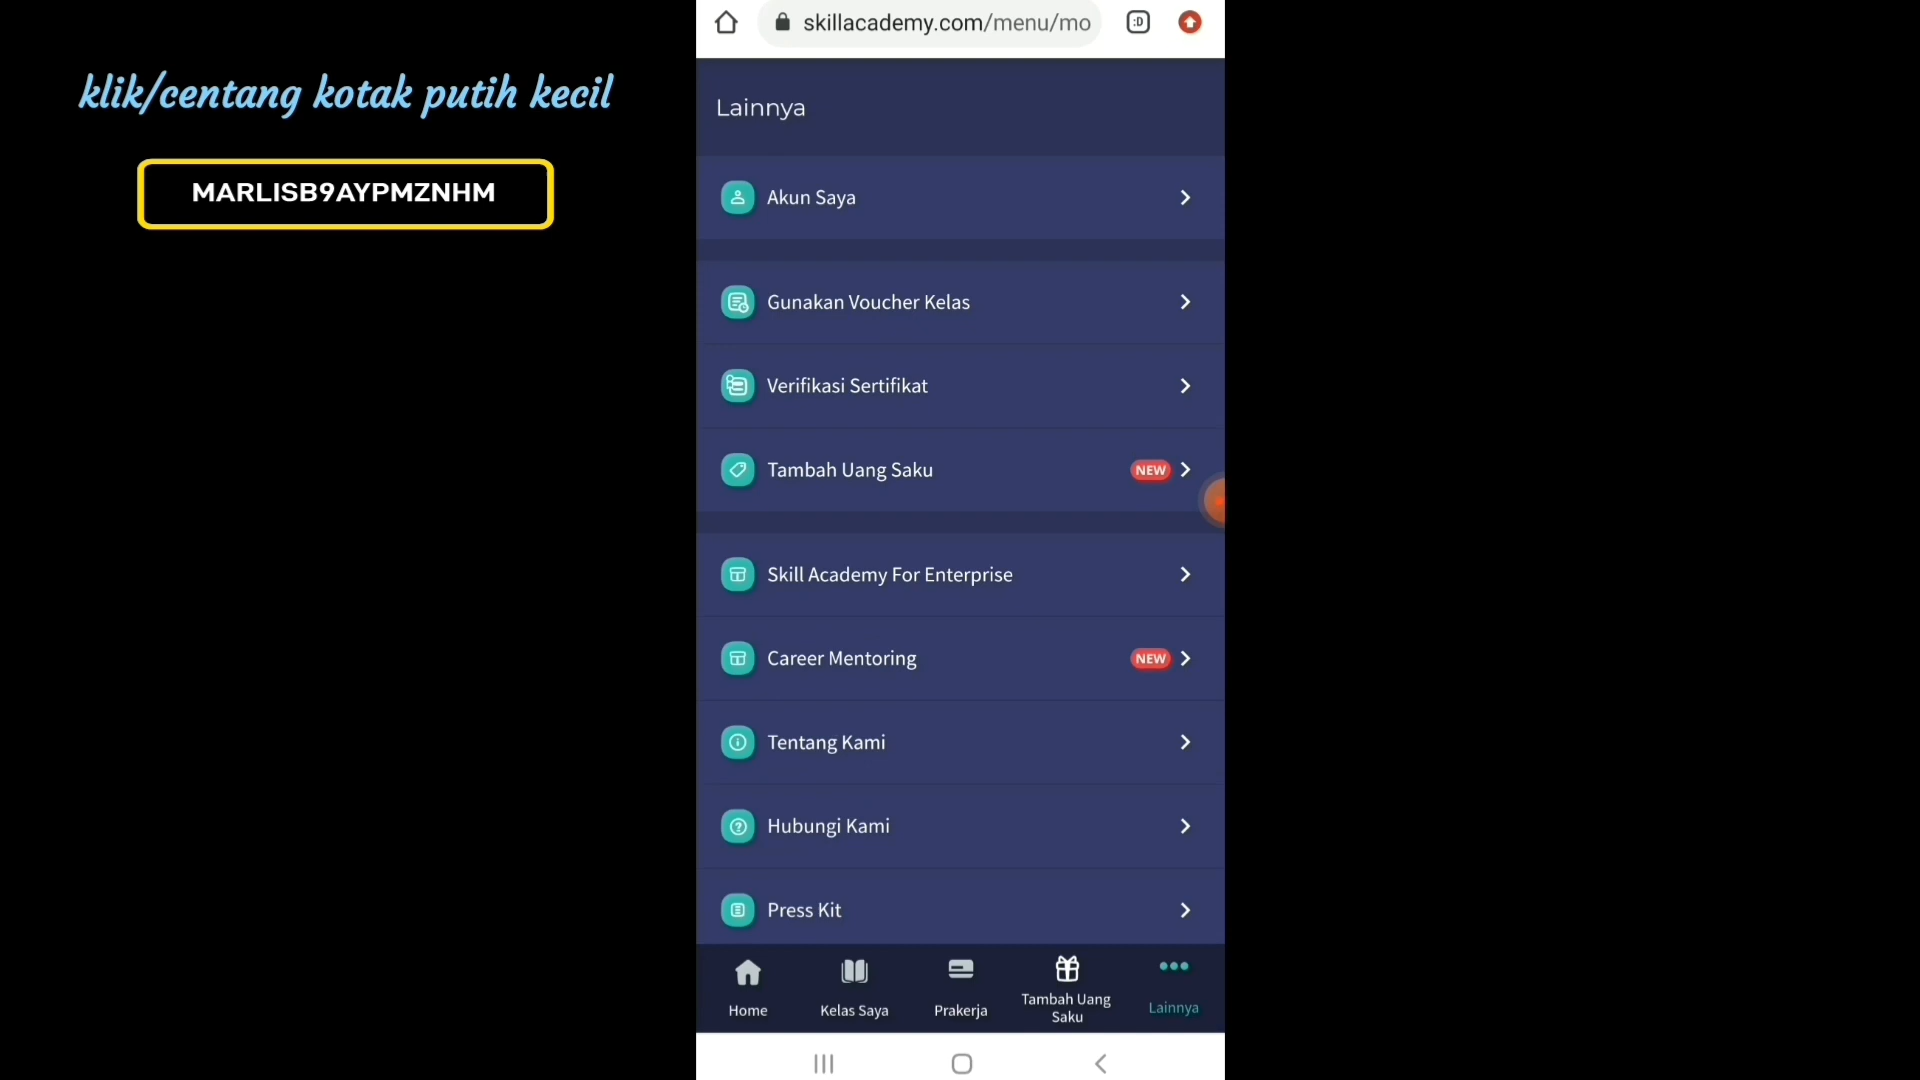 klik/centang kotak putih kecil
MARLISB9AYPMZNHM
skillacademy.com/menu/mo
:D
Lainnya
Akun Saya
Gunakan Voucher Kelas
Verifikasi Sertifikat
Tambah Uang Saku NEW
Skill Academy For Enterprise
Career Mentoring NEW
Tentang Kami
Hubungi Kami
Press Kit
Home
Kelas Saya
Prakerja
Tambah Uang
Saku
Lainnya